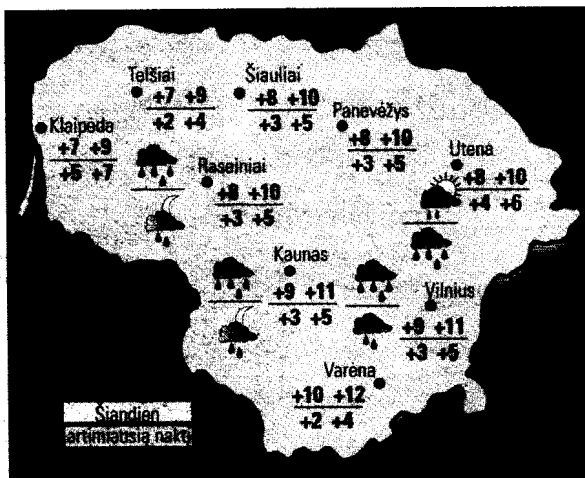 Telšiai
+7 +9
+2 +4
Šiauliai
+8 +10
+3 +5
Panevėžys
+8 +10
+3 +5
Klaipėda
+7 +9
+5 +7
Utena
+8 +10
+4 +6
Raseiniai
+8 +10
+3 +5
Kaunas
+9 +11
+3 +5
Vilnius
+9 +11
+3 +5
Varėna
+10 +12
+2 +4
Šiandien
artimiausią naktį